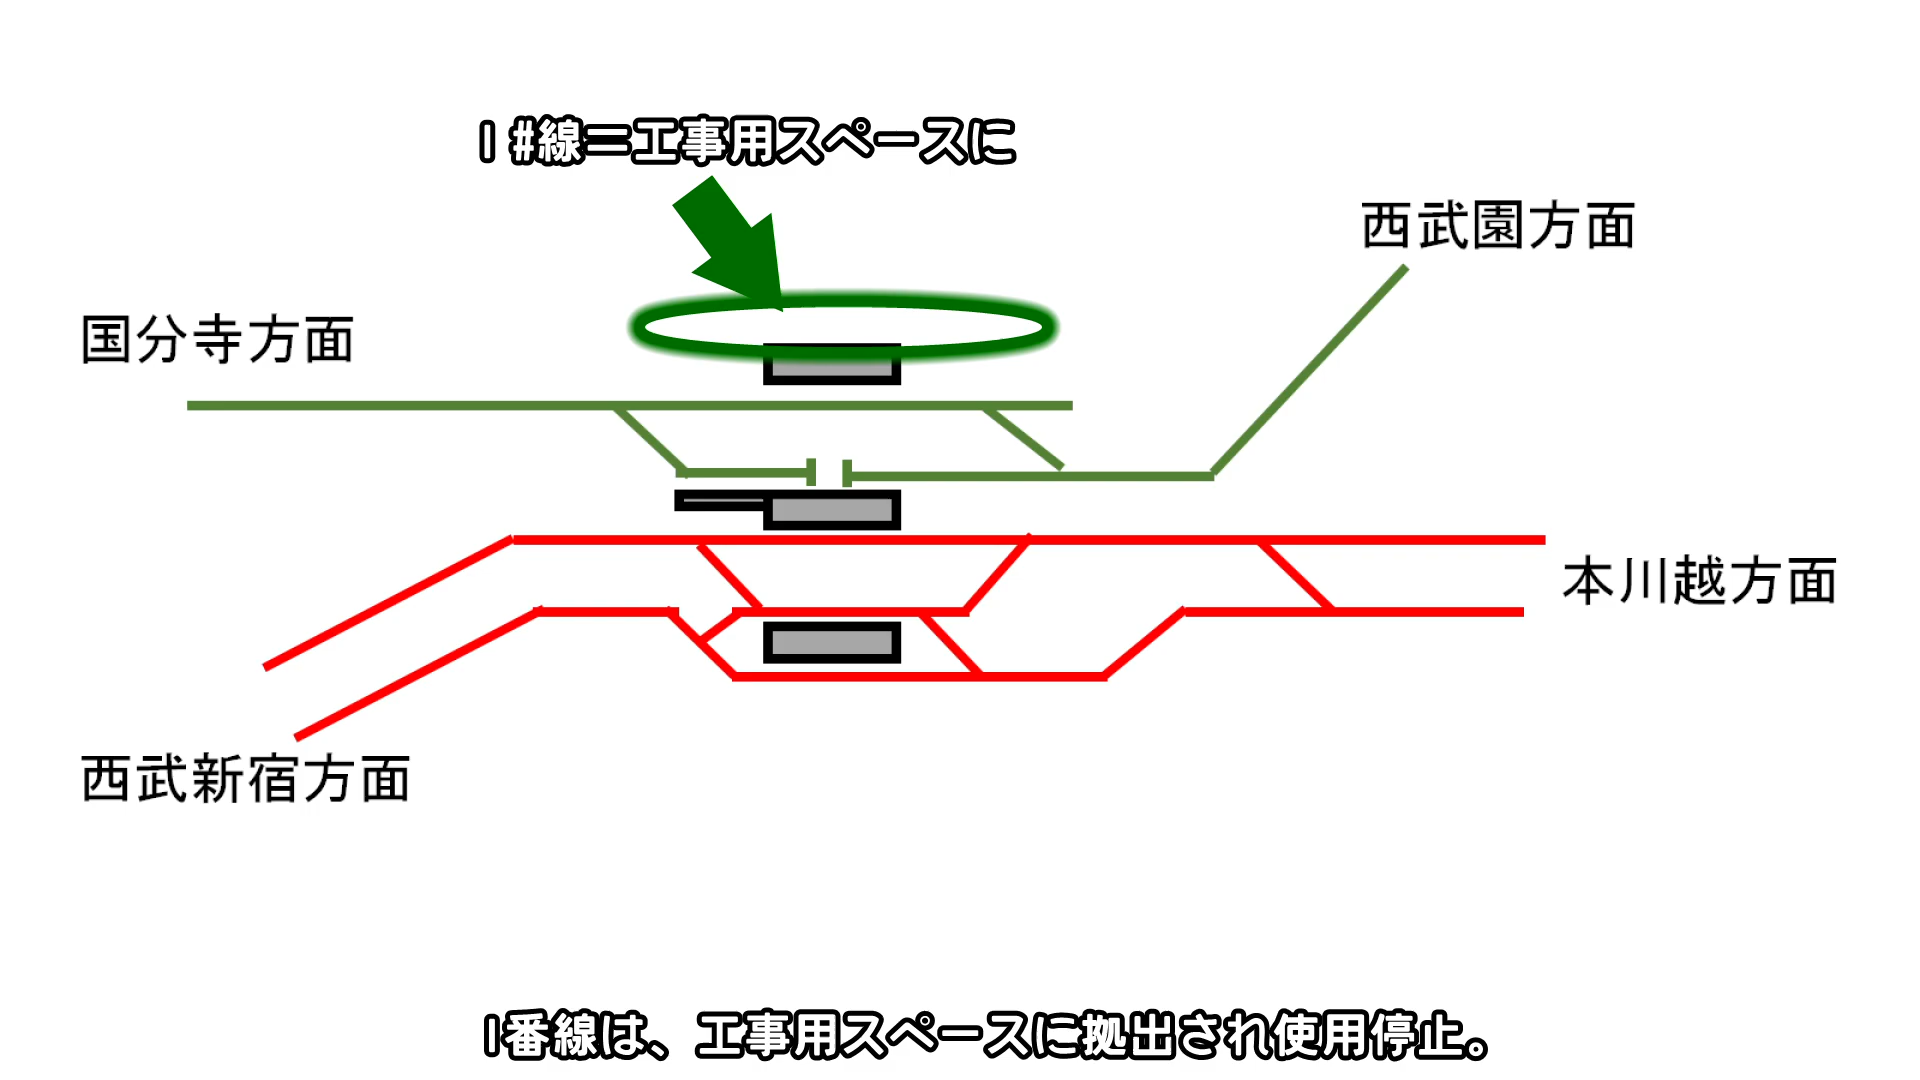 1#線=工事用スペースに
西武園方面
国分寺方面
本川越方面
西武新宿方面
1番線は、工事用スペースに拠出され使用停止。